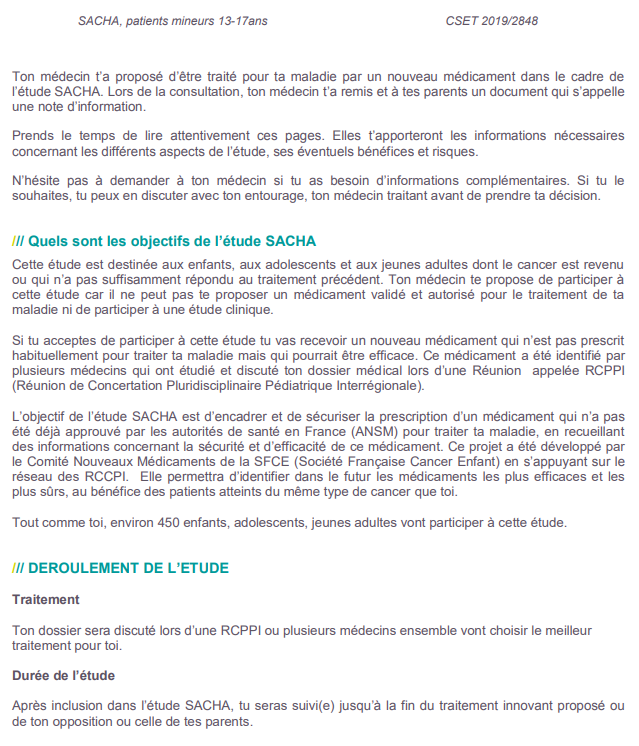 SACHA, patients mineurs 13-17ans CSET 2019/2848
Ton médecin t'a proposé d'être traité pour ta maladie par un nouveau médicament dans le cadre de
l'étude SACHA. Lors de la consultation, ton médecin t'a remis et à tes parents un document qui s'appelle
une note d'information.
Prends le temps de lire attentivement ces pages. Elles t'apporteront les informations nécessaires
concernant les différents aspects de l'étude, ses éventuels bénéfices et risques.
N'hésite pas à demander à ton médecin si tu as besoin d'informations complémentaires. Si tu le
souhaites, tu peux en discuter avec ton entourage, ton médecin traitant avant de prendre ta décision.
/// Quels sont les objectifs de l'étude SACHA
Cette étude est destinée aux enfants, aux adolescents et aux jeunes adultes dont le cancer est revenu
ou qui n'a pas suffisamment répondu au traitement précédent. Ton médecin te propose de participer à
cette étude car il ne peut pas te proposer un médicament validé et autorisé pour le traitement de ta
maladie ni de participer à une étude clinique.
Si tu acceptes de participer à cette étude tu vas recevoir un nouveau médicament qui n'est pas prescrit
habituellement pour traiter ta maladie mais qui pourrait être efficace. Ce médicament a été identifié par
plusieurs médecins qui ont étudié et discuté ton dossier médical lors d'une Réunion appelée RCPPI
(Réunion de Concertation Pluridisciplinaire Pédiatrique Interrégionale).
L'objectif de l'étude SACHA est d'encadrer et de sécuriser la prescription d'un médicament qui n'a pas
été déjà approuvé par les autorités de santé en France (ANSM) pour traiter ta maladie, en recueillant
des informations concernant la sécurité et d'efficacité de ce médicament. Ce projet a été développé par
le Comité Nouveaux Médicaments de la SFCE (Société Française Cancer Enfant) en s'appuyant sur le
réseau des RCCPI. Elle permettra d'identifier dans le futur les médicaments les plus efficaces et les
plus sûrs, au bénéfice des patients atteints du même type de cancer que toi.
Tout comme toi, environ 450 enfants, adolescents, jeunes adultes vont participer à cette étude.
/// DEROULEMENT DE L'ETUDE
Traitement
Ton dossier sera discuté lors d'une RCPPI ou plusieurs médecins ensemble vont choisir le meilleur
traitement pour toi.
Durée de l'étude
Après inclusion dans l'étude SACHA, tu seras suivi(e) jusqu'à la fin du traitement innovant proposé ou
de ton opposition ou celle de tes parents.